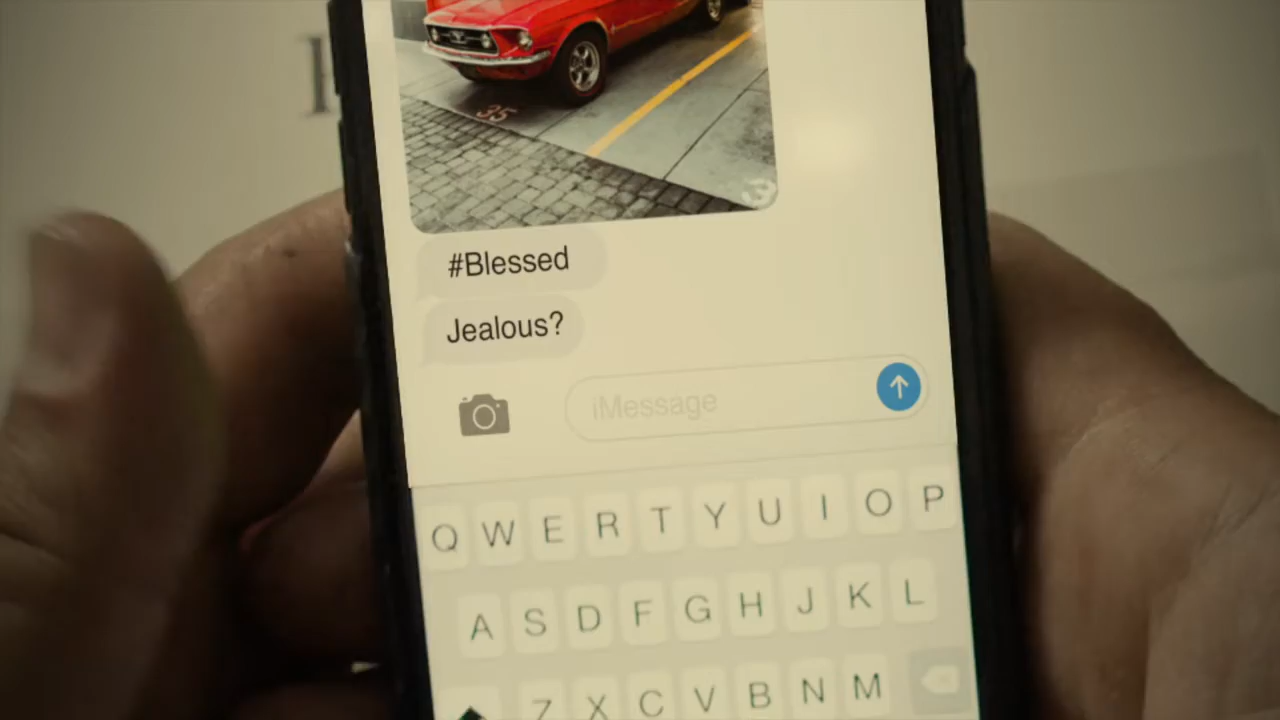 35
#Blessed
Jealous?
iMessage
Q W E R T Y U I O P
A S D F G H J K L
Z X C V B N M